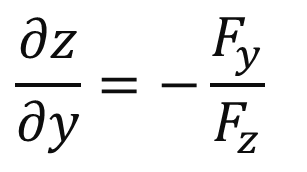 ∂z/∂y = − F_y/F_z